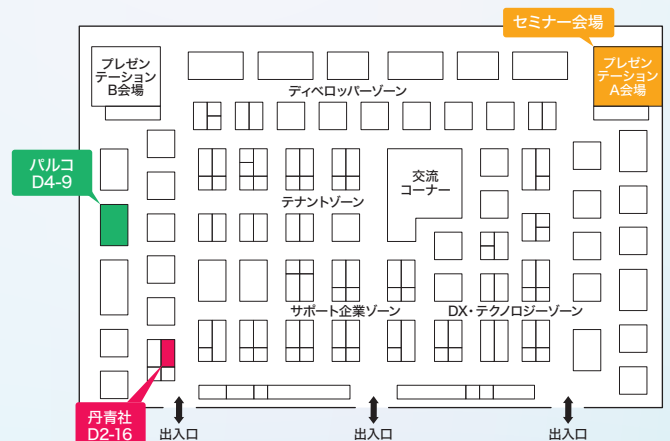 セミナー会場
プレゼン
テーション
B会場
プレゼン
テーション
A会場
ディベロッパーゾーン
パルコ
D4-9
交流
コーナー
テナントゾーン
サポート企業ゾーン
DX・テクノロジーゾーン
丹青社
D2-16
出入口
出入口
出入口